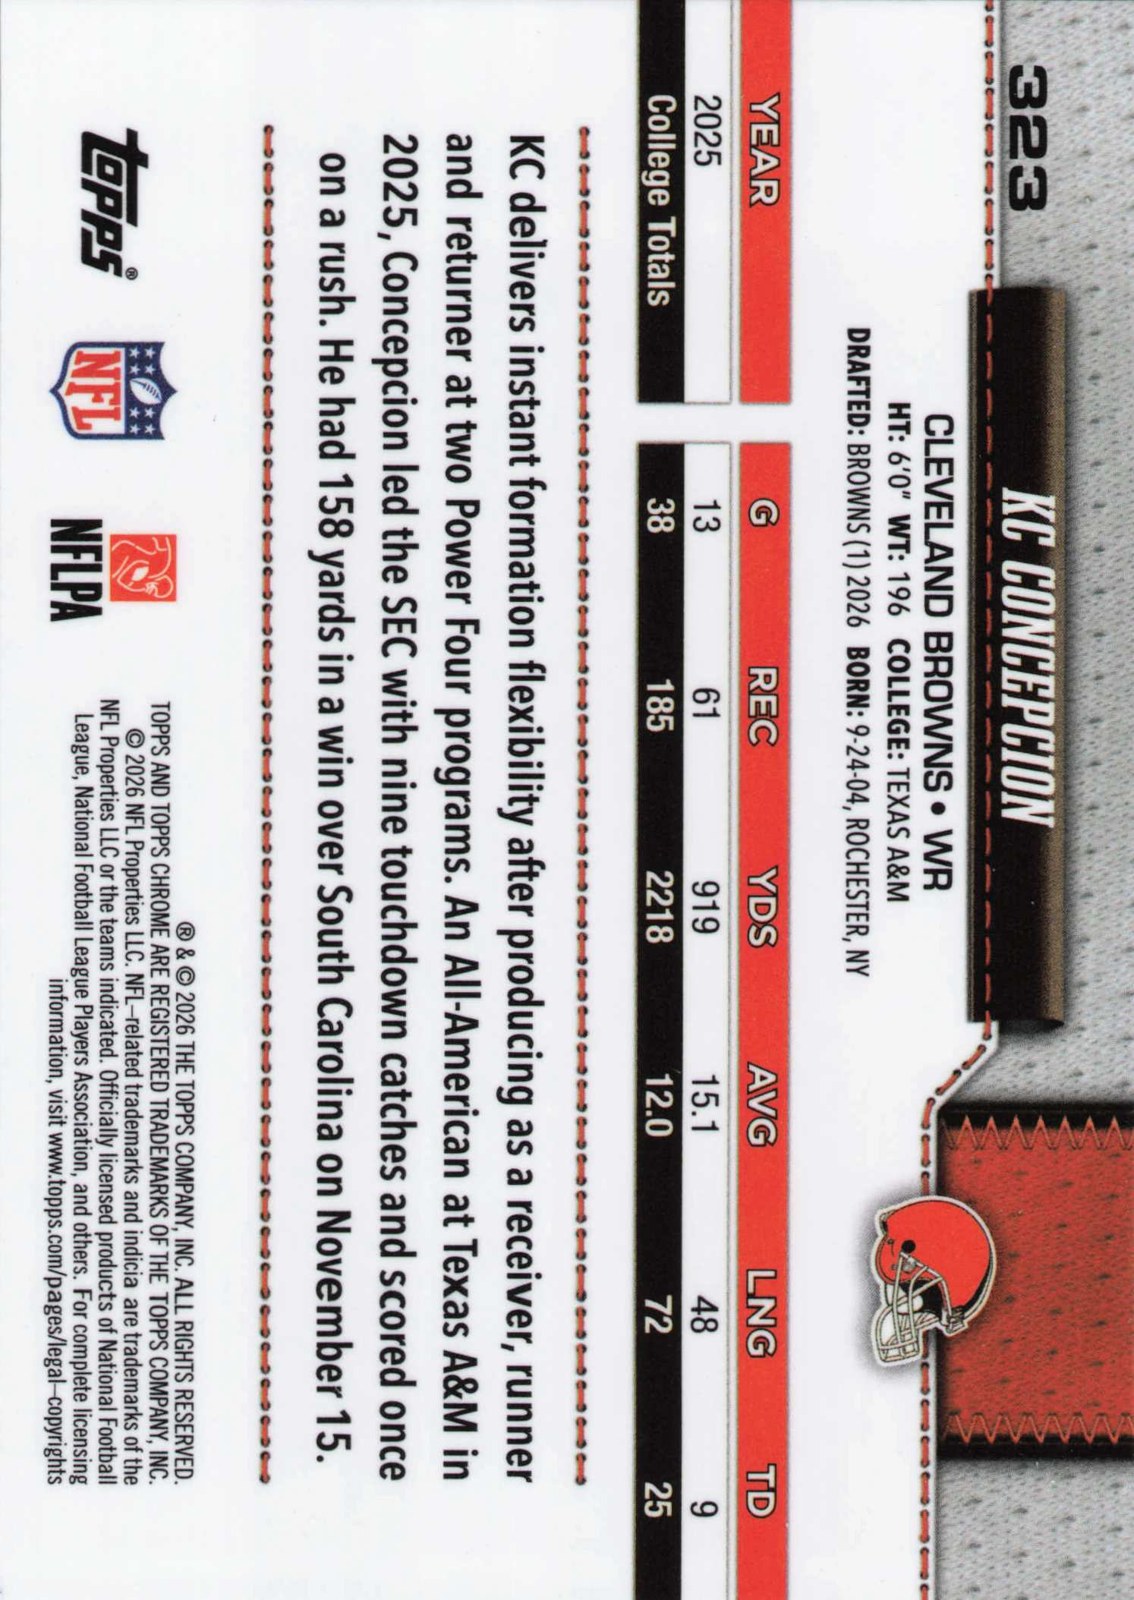 323
KC CONCEPCION
CLEVELAND BROWNS • WR
HT: 6'0" WT: 196 COLLEGE: TEXAS A&M
DRAFTED: BROWNS (1) 2026 BORN: 9-24-04, ROCHESTER, NY
YEAR G REC YDS AVG LNG TD
2025 13 61 919 15.1 48 9
College Totals 38 185 2218 12.0 72 25
KC delivers instant formation flexibility after producing as a receiver, runner
and returner at two Power Four programs. An All-American at Texas A&M in
2025, Concepcion led the SEC with nine touchdown catches and scored once
on a rush. He had 158 yards in a win over South Carolina on November 15.
Topps®
NFL
NFLPA
® & © 2026 THE TOPPS COMPANY, INC. ALL RIGHTS RESERVED.
TOPPS AND TOPPS CHROME ARE REGISTERED TRADEMARKS OF THE TOPPS COMPANY, INC.
© 2026 NFL Properties LLC. NFL-related trademarks and indicia are trademarks of the
NFL Properties LLC or the teams indicated. Officially licensed products of National Football
League, National Football League Players Association, and others. For complete licensing
information, visit www.topps.com/pages/legal-copyrights